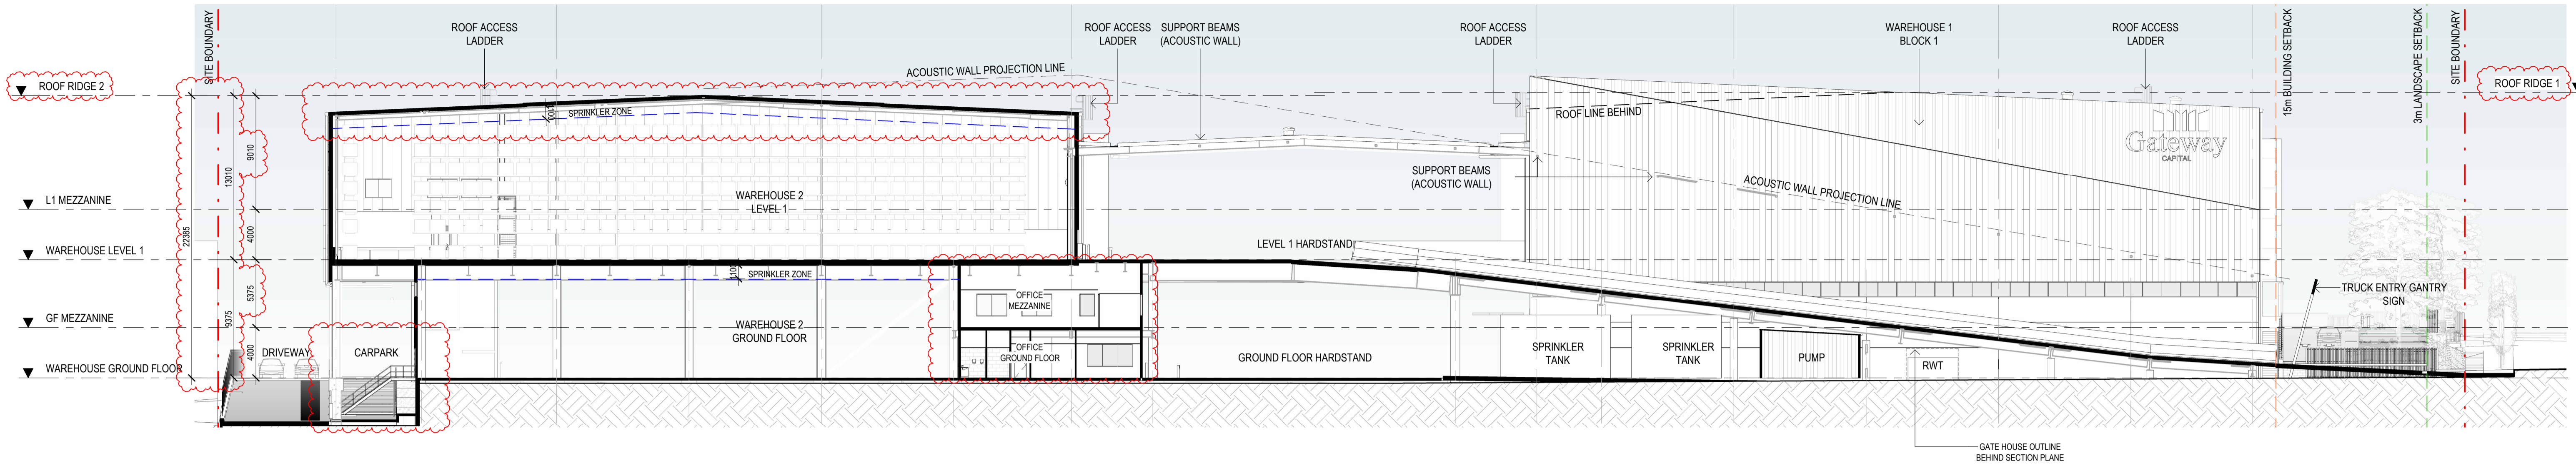 SITE BOUNDARY
ROOF ACCESS
LADDER
ROOF ACCESS
LADDER
SUPPORT BEAMS
(ACOUSTIC WALL)
ROOF ACCESS
LADDER
WAREHOUSE 1
BLOCK 1
ROOF ACCESS
LADDER
15m BUILDING SETBACK
3m LANDSCAPE SETBACK
SITE BOUNDARY
ACOUSTIC WALL PROJECTION LINE
ROOF RIDGE 2
ROOF RIDGE 1
1100
SPRINKLER ZONE
ROOF LINE BEHIND
Gateway
CAPITAL
9010
13010
SUPPORT BEAMS
(ACOUSTIC WALL)
ACOUSTIC WALL PROJECTION LINE
L1 MEZZANINE
WAREHOUSE 2
LEVEL 1
22385
4000
WAREHOUSE LEVEL 1
LEVEL 1 HARDSTAND
1100
SPRINKLER ZONE
5375
OFFICE
MEZZANINE
TRUCK ENTRY GANTRY
SIGN
GF MEZZANINE
9375
WAREHOUSE 2
GROUND FLOOR
4000
DRIVEWAY
CARPARK
OFFICE
GROUND FLOOR
GROUND FLOOR HARDSTAND
SPRINKLER
TANK
SPRINKLER
TANK
PUMP
RWT
WAREHOUSE GROUND FLOOR
GATE HOUSE OUTLINE
BEHIND SECTION PLANE